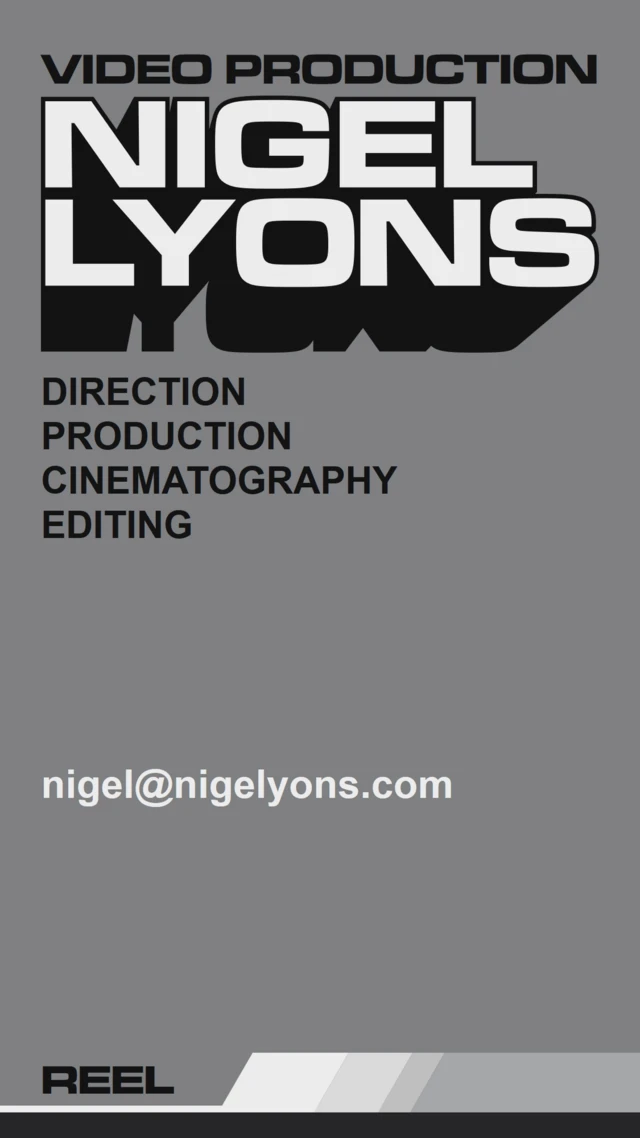 VIDEO PRODUCTION
NIGEL
LYONS
DIRECTION
PRODUCTION
CINEMATOGRAPHY
EDITING
nigel@nigelyons.com
REEL